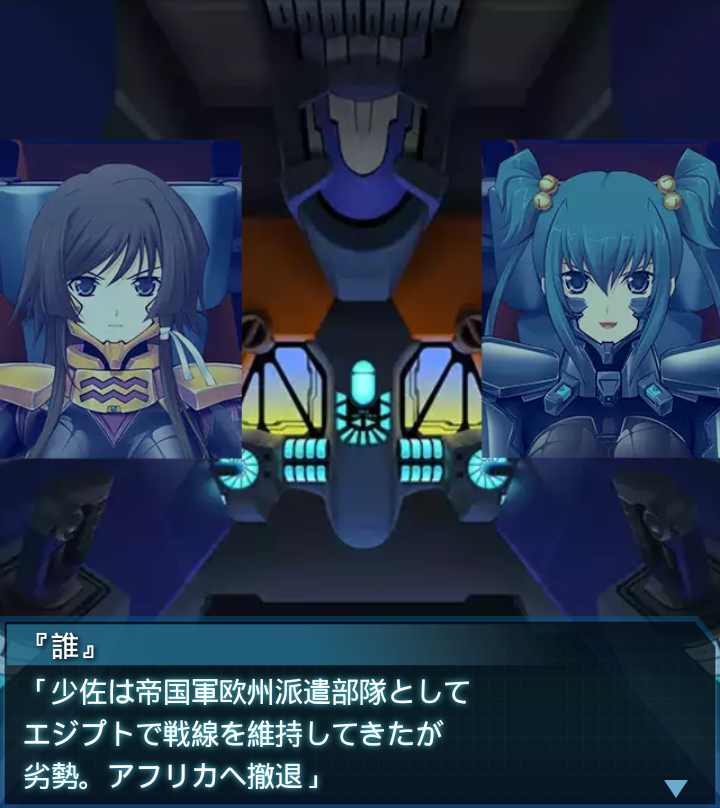 『誰』
「少佐は帝国軍欧州派遣部隊として
エジプトで戦線を維持してきたが
劣勢。アフリカへ撤退」